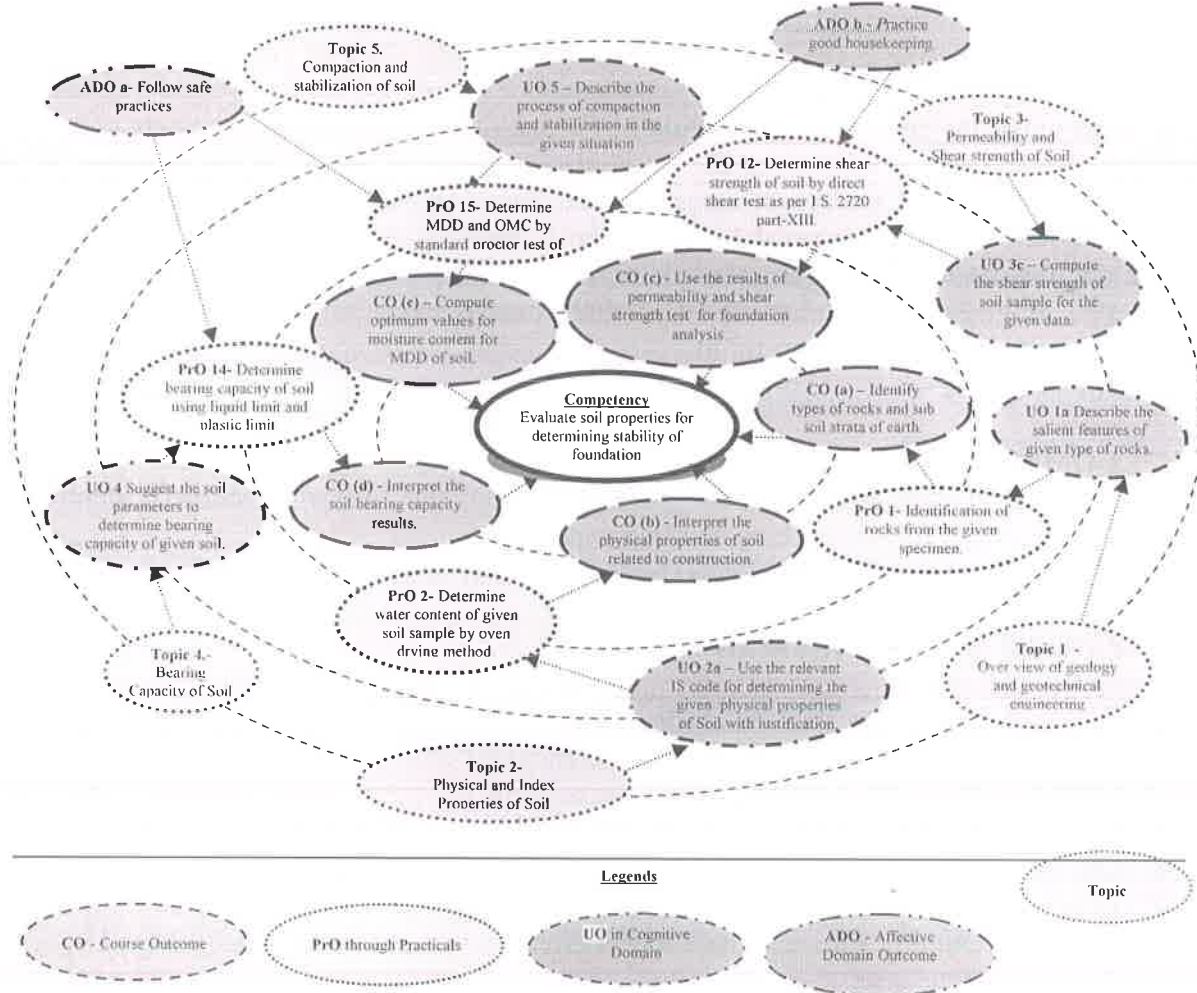 Topic 5.
Compaction and
stabilization of soil
ADO b - Practice
good housekeeping
ADO a- Follow safe
practices
UO 5 – Describe the
process of compaction
and stabilization in the
given situation
Topic 3-
Permeability and
Shear strength of Soil
PrO 12- Determine shear
strength of soil by direct
shear test as per I S. 2720
part-XIII
PrO 15- Determine
MDD and OMC by
standard proctor test of
UO 3c – Compute
the shear strength of
soil sample for the
given data.
CO (c) - Use the results of
permeability and shear
strength test for foundation
analysis
CO (e) – Compute
optimum values for
moisture content for
MDD of soil.
PrO 14- Determine
bearing capacity of soil
using liquid limit and
plastic limit
Competency
Evaluate soil properties for
determining stability of
foundation
CO (a) – Identify
types of rocks and sub
soil strata of earth
UO 1a Describe the
salient features of
given type of rocks.
UO 4 Suggest the soil
parameters to
determine bearing
capacity of given soil.
CO (d) - Interpret the
soil bearing capacity
results.
CO (b) - Interpret the
physical properties of soil
related to construction.
PrO 1- Identification of
rocks from the given
specimen.
PrO 2- Determine
water content of given
soil sample by oven
drving method
Topic 4.-
Bearing
Capacity of Soil
UO 2a – Use the relevant
IS code for determining the
given physical properties
of Soil with justification.
Topic 1 -
Over view of geology
and geotechnical
engineering
Topic 2-
Physical and Index
Properties of Soil
Legends
Topic
CO - Course Outcome
PrO through Practicals
UO in Cognitive
Domain
ADO - Affective
Domain Outcome